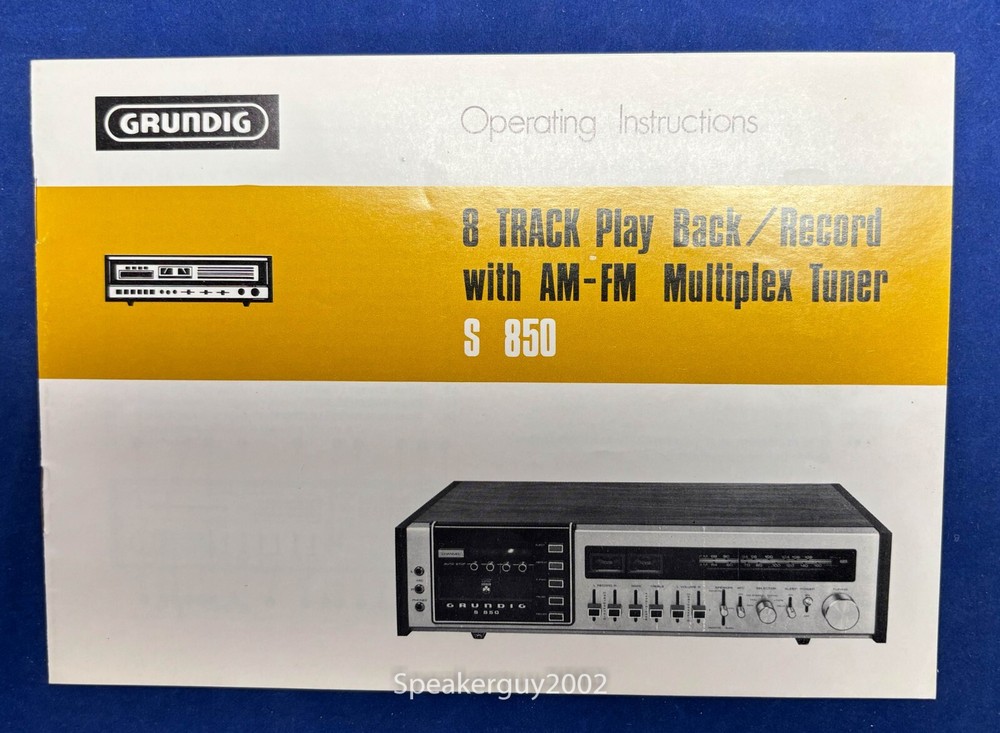 GRUNDIG
Operating Instructions
8 TRACK Play Back/Record
with AM-FM Multiplex Tuner
S 850
GRUNDIG
S 850
Speakerguy2002